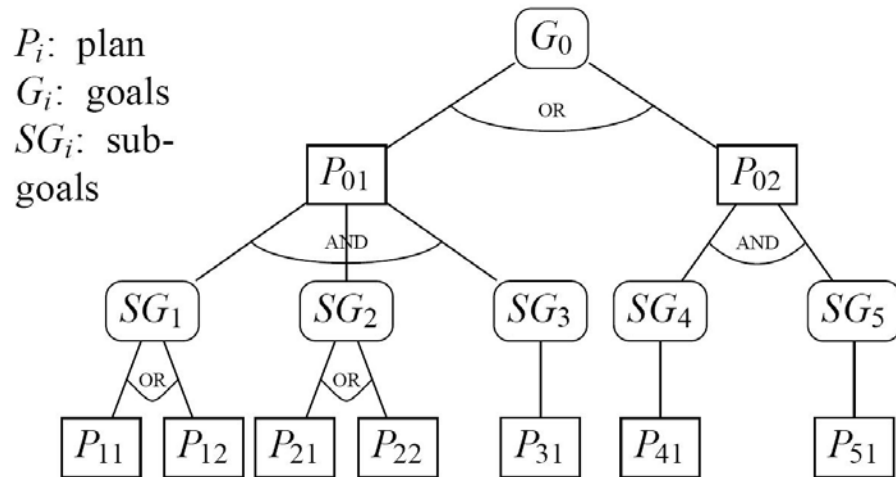 G0
Pi: plan
Gi: goals
SGi: sub-
goals
OR
P01 P02
AND AND
SG1 SG2 SG3 SG4 SG5
OR OR
P11 P12 P21 P22 P31 P41 P51